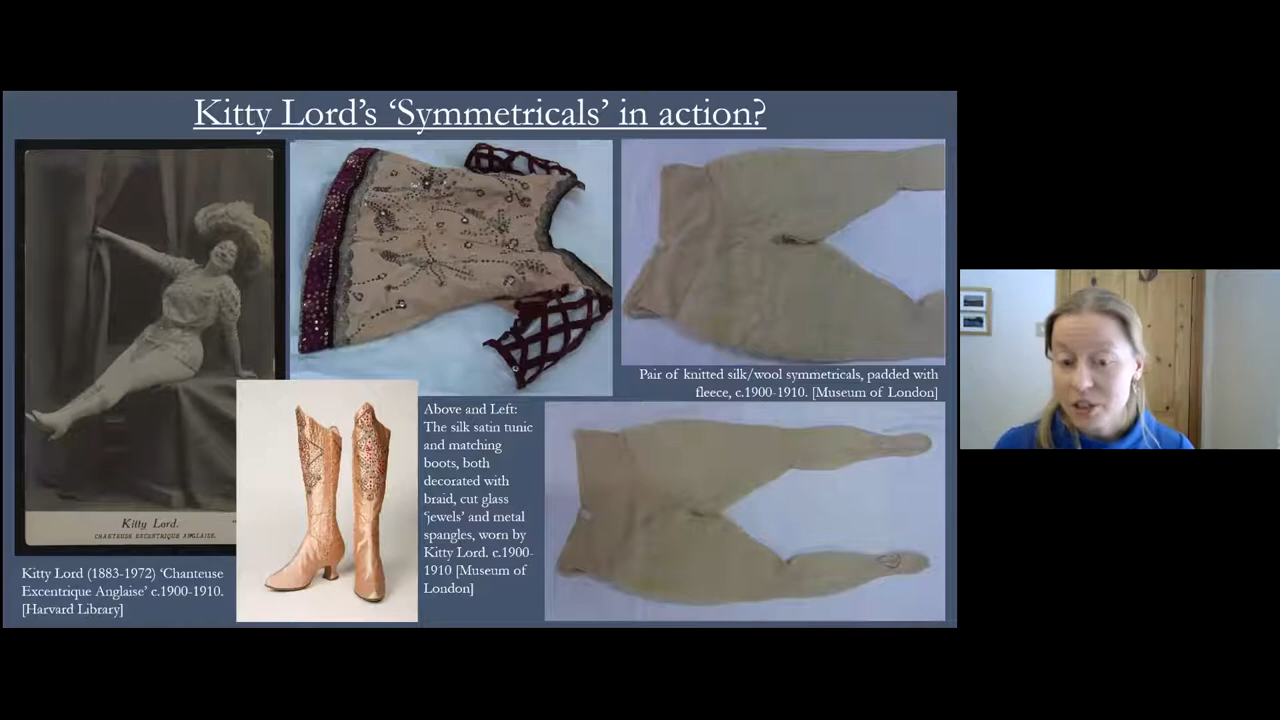 Kitty Lord's 'Symmetricals' in action?
Kitty Lord.
CHANTEUSE EXCENTRIQUE ANGLAISE.
Kitty Lord (1883-1972) 'Chanteuse
Excentrique Anglaise' c.1900-1910.
[Harvard Library]
Above and Left:
The silk satin tunic
and matching
boots, both
decorated with
braid, cut glass
'jewels' and metal
spangles, worn by
Kitty Lord. c.1900-
1910 [Museum of
London]
Pair of knitted silk/wool symmetricals, padded with
fleece, c.1900-1910. [Museum of London]